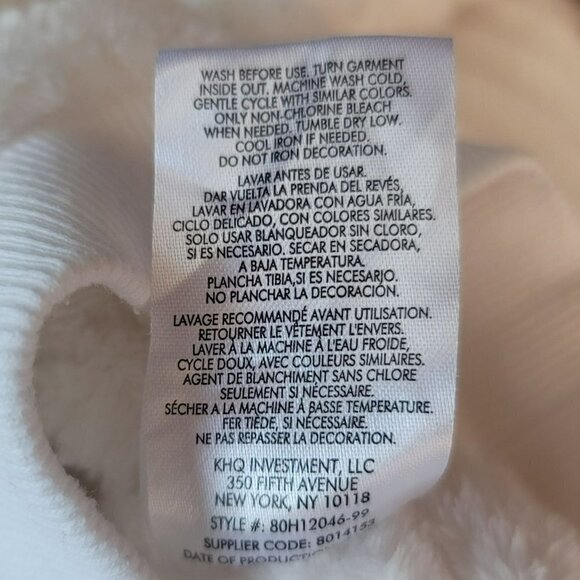 WASH BEFORE USE. TURN GARMENT
INSIDE OUT. MACHINE WASH COLD,
GENTLE CYCLE WITH SIMILAR COLORS.
ONLY NON-CHLORINE BLEACH
WHEN NEEDED. TUMBLE DRY LOW.
COOL IRON IF NEEDED.
DO NOT IRON DECORATION.
LAVAR ANTES DE USAR.
DAR VUELTA LA PRENDA DEL REVÉS,
LAVAR EN LAVADORA CON AGUA FRÍA,
CICLO DELICADO, CON COLORES SIMILARES.
SOLO USAR BLANQUEADOR SIN CLORO,
SI ES NECESARIO. SECAR EN SECADORA,
A BAJA TEMPERATURA.
PLANCHA TIBIA, SI ES NECESARJO.
NO PLANCHAR LA DECORACIÓN.
LAVAGE RECOMMANDÉ AVANT UTILISATION.
RETOURNER LE VÊTEMENT L'ENVERS.
LAVER À LA MACHINE À L'EAU FROIDE,
CYCLE DOUX, AVEC COULEURS SIMILAIRES.
AGENT DE BLANCHIMENT SANS CHLORE
SEULEMENT SI NÉCESSAIRE.
SÉCHER A LA MACHINE À BASSE TEMPERATURE.
FER TIÈDE, SI NÉCESSAIRE.
NE PAS REPASSER LA DECORATION.
KHQ INVESTMENT, LLC
350 FIFTH AVENUE
NEW YORK, NY 10118
STYLE #: 80H12046-99
SUPPLIER CODE: 8014153
DATE OF